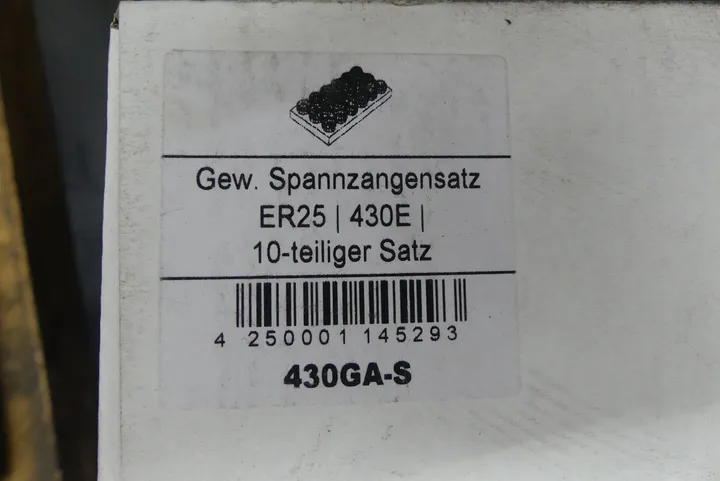 Gew. Spannzangensatz
ER25 | 430E |
10-teiliger Satz
4 250001 145293
430GA-S